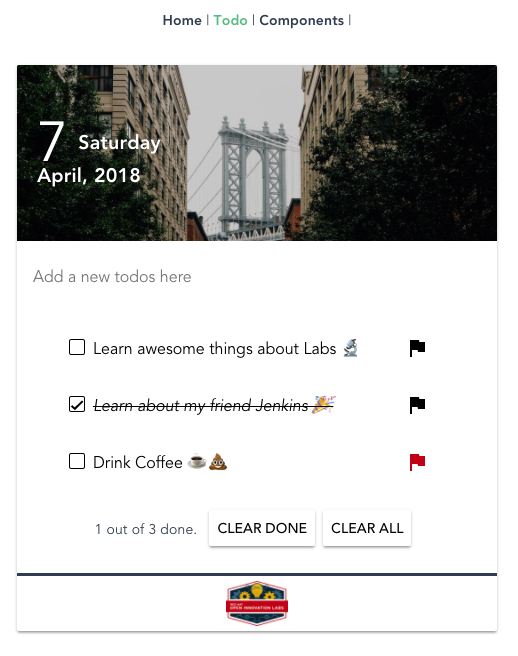 Home | Todo | Components |
7 Saturday
April, 2018
Add a new todos here
Learn awesome things about Labs 🔬
Learn about my friend Jenkins 🎉
Drink Coffee ☕💩
1 out of 3 done. CLEAR DONE CLEAR ALL
OPEN INNOVATION LABS